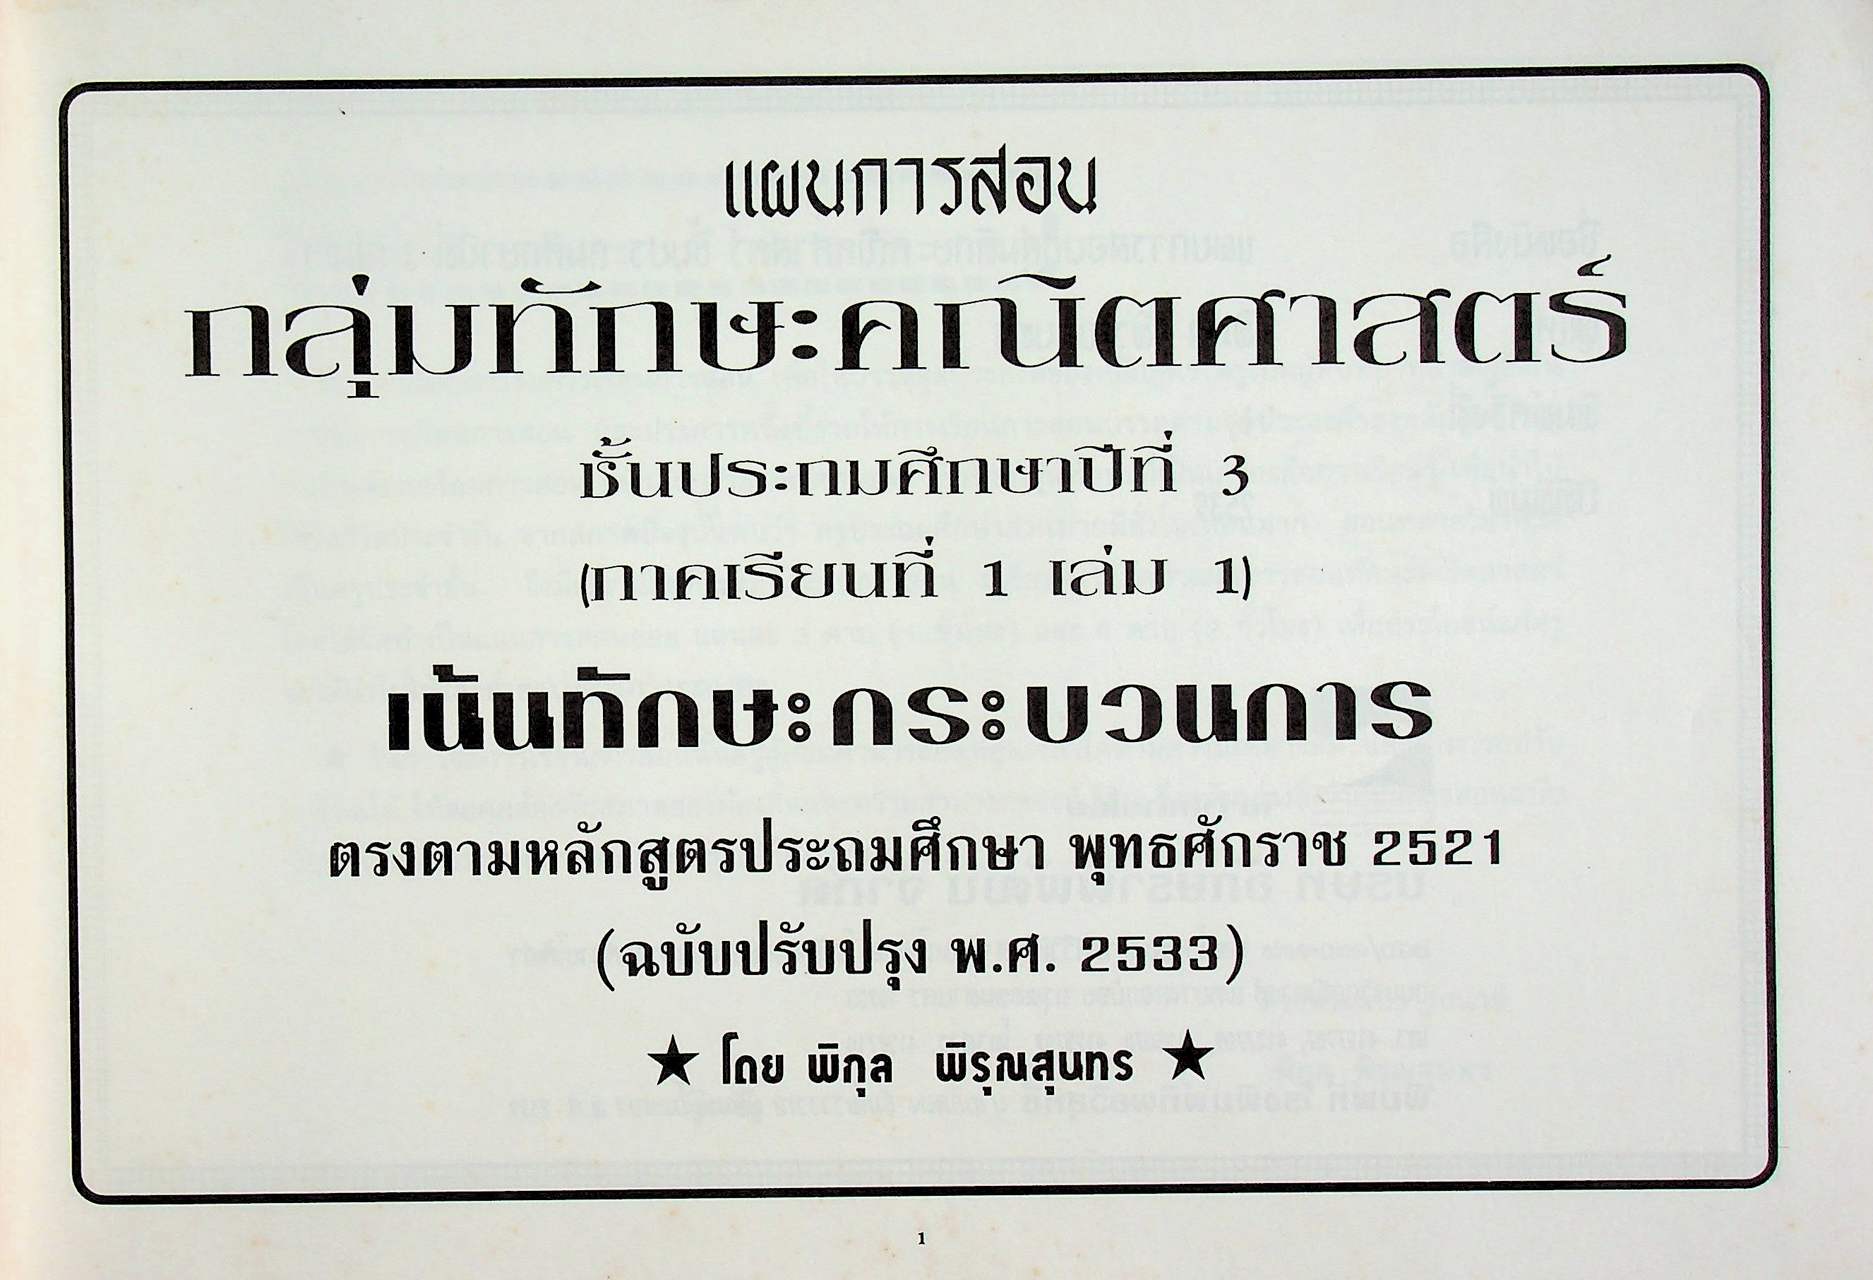 แผนการสอน
กลุ่มทักษะคณิตศาสตร์
ชั้นประถมศึกษาปีที่ 3
(ภาคเรียนที่ 1 เล่ม 1)
เน้นทักษะกระบวนการ
ตรงตามหลักสูตรประถมศึกษา พุทธศักราช 2521
(ฉบับปรับปรุง พ.ศ. 2533)
★ โดย พิกุล พิรุณสุนทร ★
1